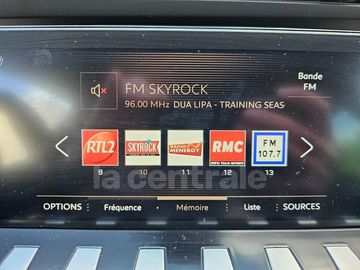 FM SKYROCK
96.00 MHz DUA LIPA - TRAINING SEAS
Bande
FM
RTL2
SKYROCK
MENERGY
RMC
FM
107.7
9 10 11 12 13
la centrale
OPTIONS Fréquence Mémoire Liste SOURCES